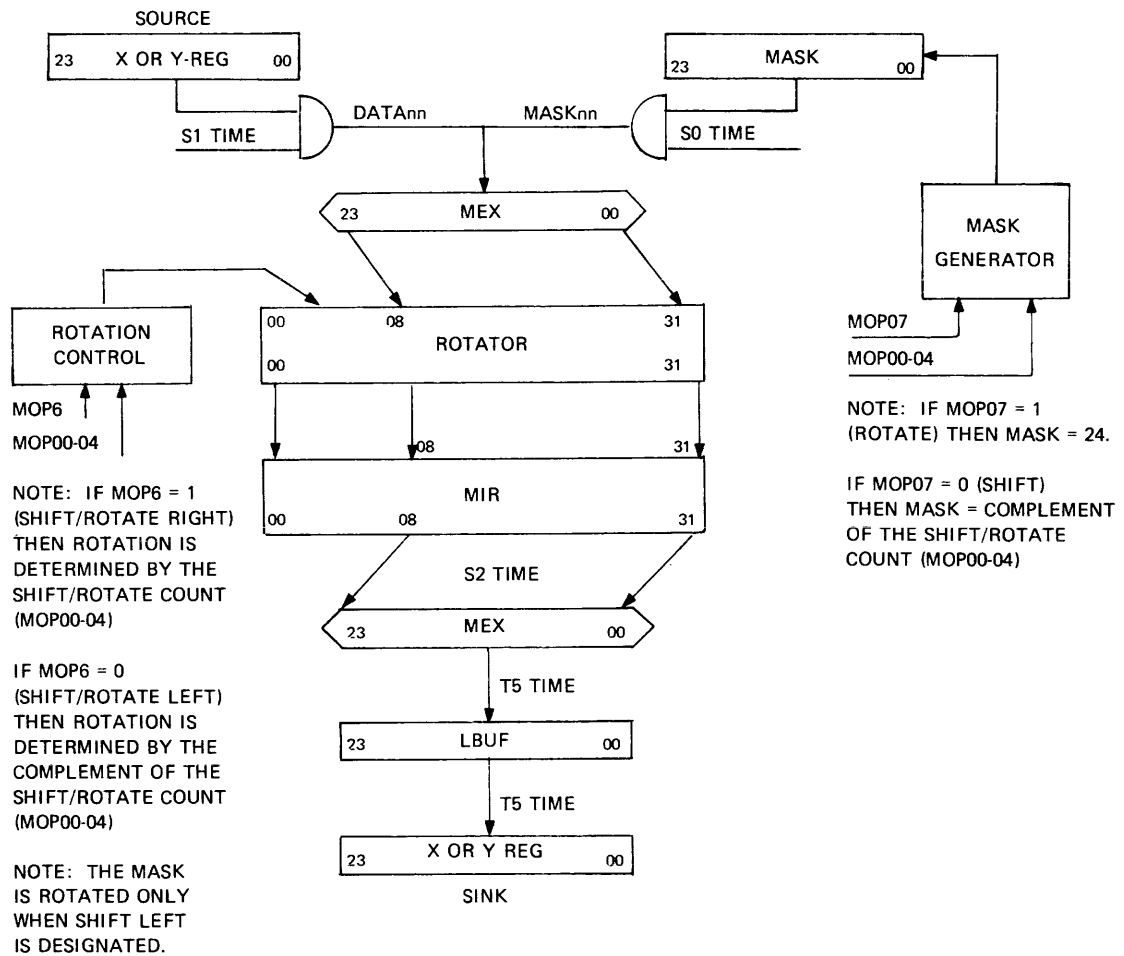 SOURCE
23 X OR Y-REG 00
23 MASK 00
DATAnn
MASKnn
S1 TIME
S0 TIME
23 MEX 00
MASK
GENERATOR
ROTATION
CONTROL
00 08 31
ROTATOR
00 31
MOP07
MOP00-04
MOP6
MOP00-04
NOTE: IF MOP07 = 1
(ROTATE) THEN MASK = 24.
IF MOP07 = 0 (SHIFT)
THEN MASK = COMPLEMENT
OF THE SHIFT/ROTATE
COUNT (MOP00-04)
08 31
MIR
00 08 31
NOTE: IF MOP6 = 1
(SHIFT/ROTATE RIGHT)
THEN ROTATION IS
DETERMINED BY THE
SHIFT/ROTATE COUNT
(MOP00-04)
IF MOP6 = 0
(SHIFT/ROTATE LEFT)
THEN ROTATION IS
DETERMINED BY THE
COMPLEMENT OF THE
SHIFT/ROTATE COUNT
(MOP00-04)
NOTE: THE MASK
IS ROTATED ONLY
WHEN SHIFT LEFT
IS DESIGNATED.
S2 TIME
23 MEX 00
T5 TIME
23 LBUF 00
T5 TIME
23 X OR Y REG 00
SINK